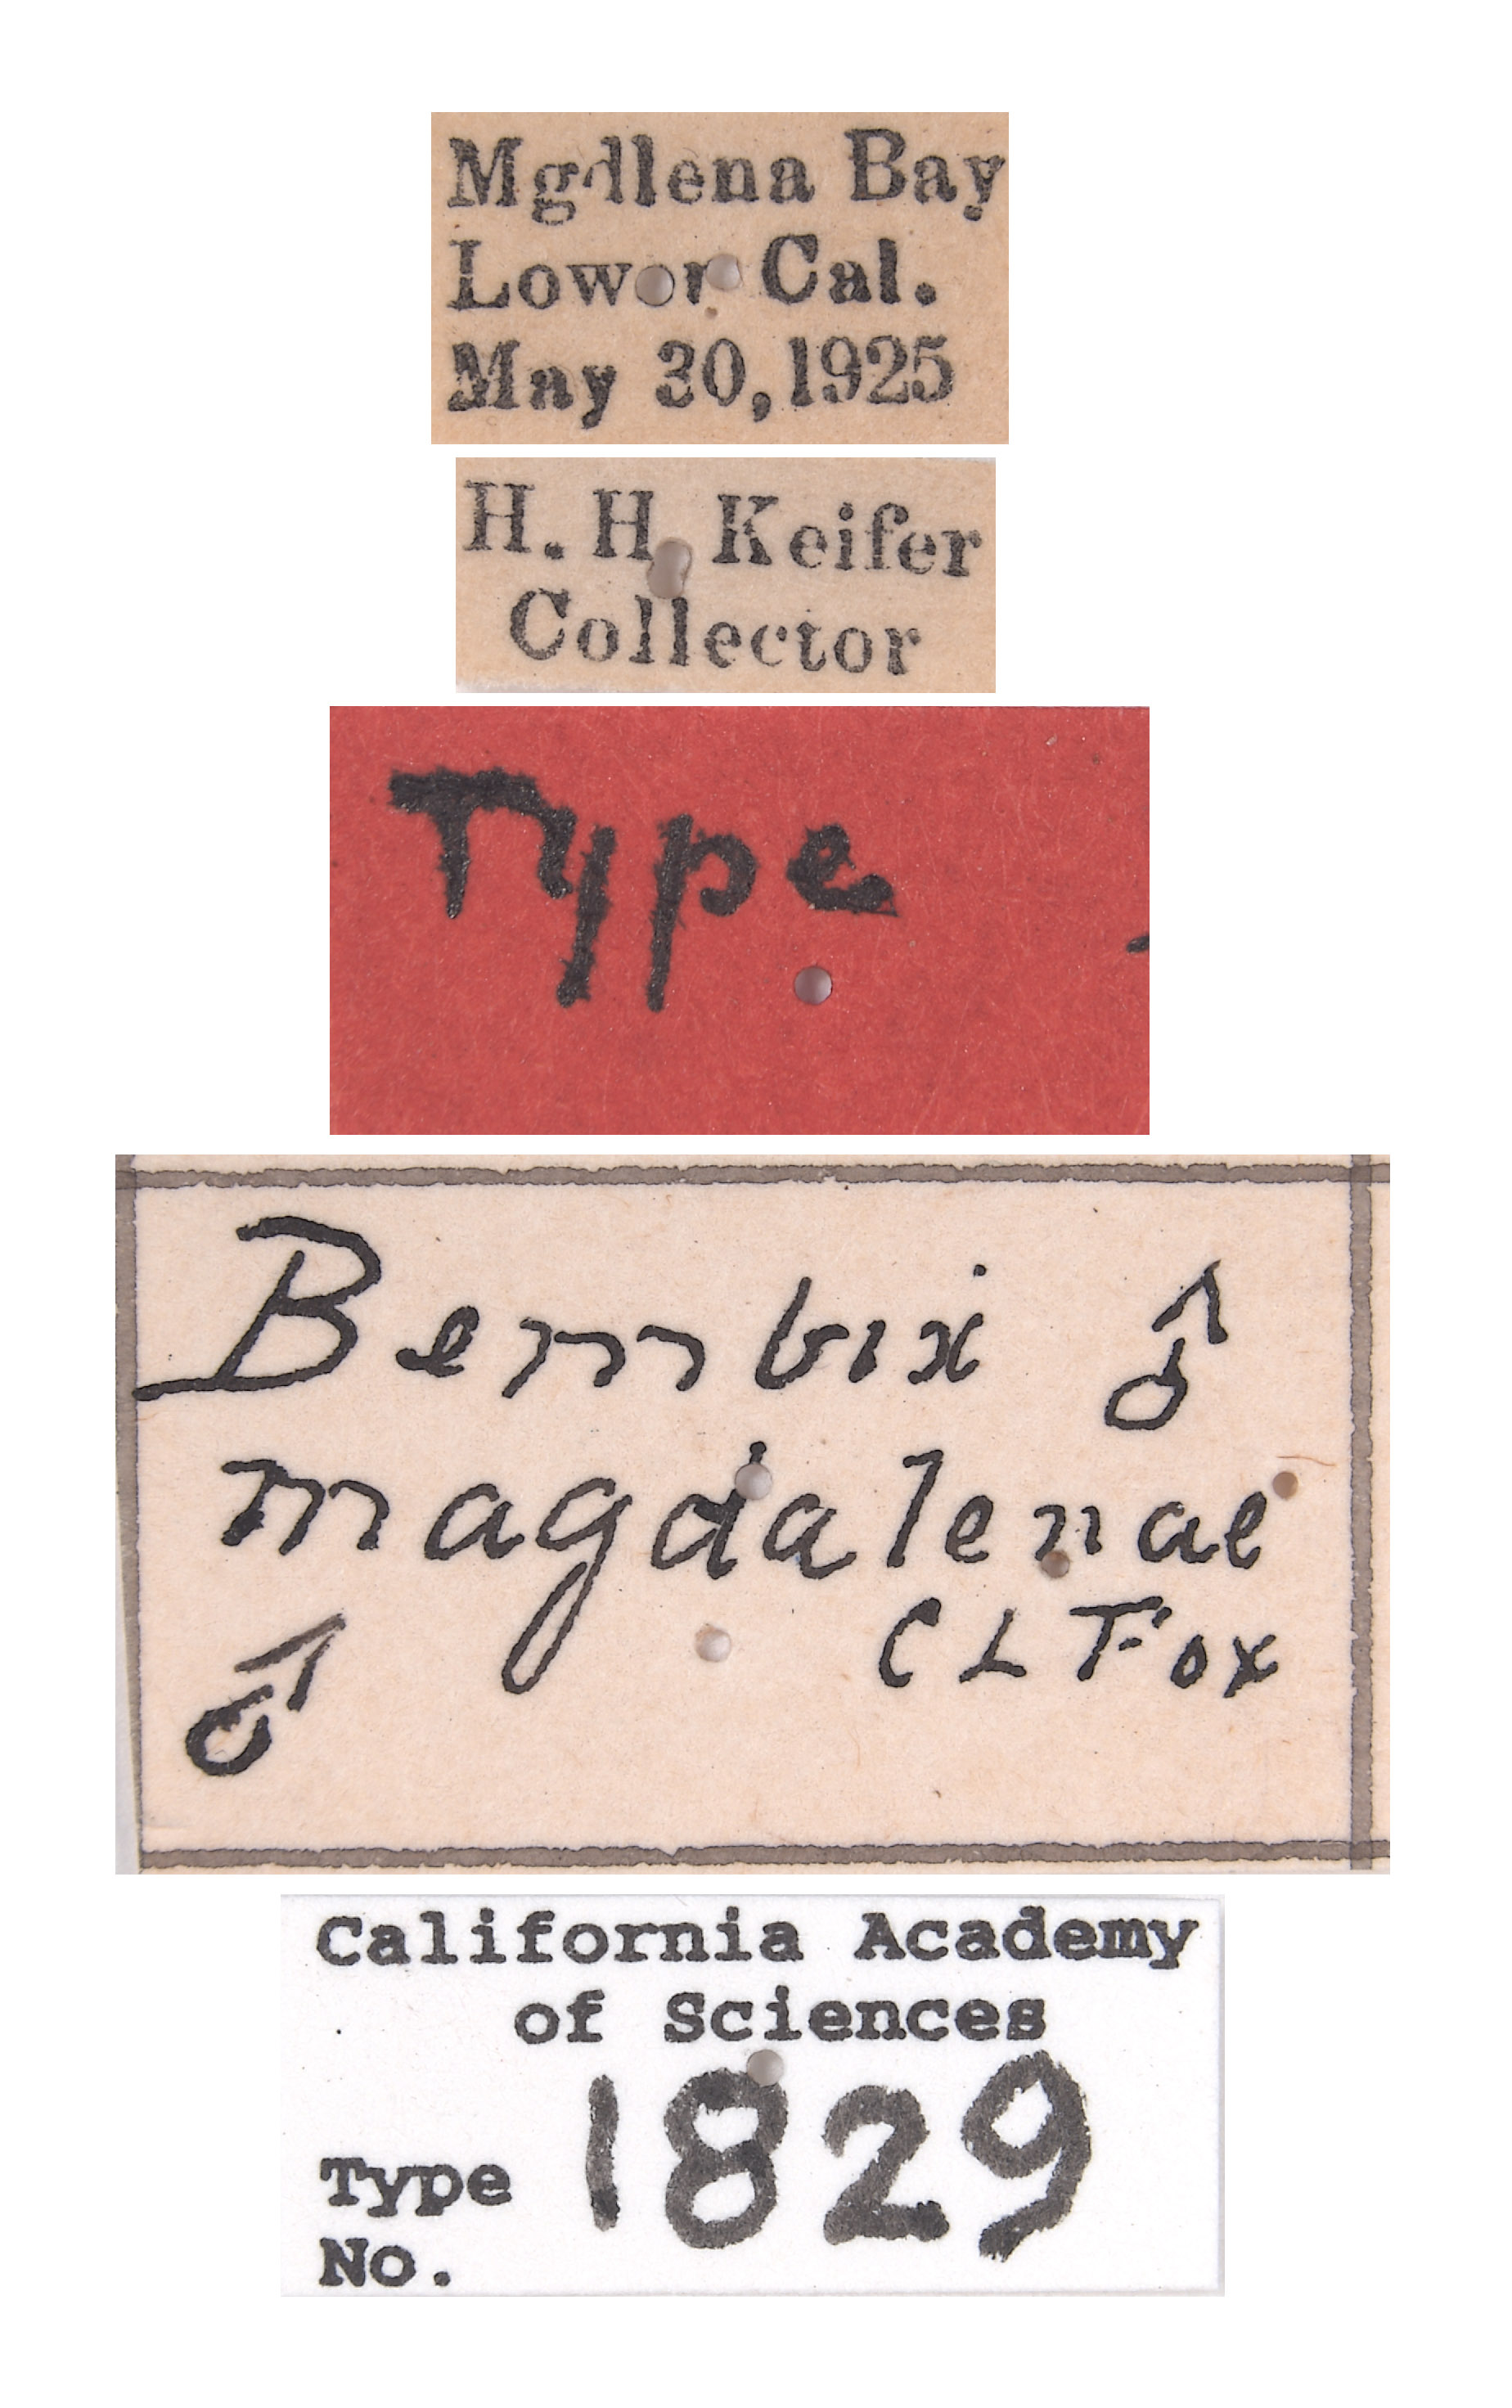 Mgdlena Bay
Lower Cal.
May 30, 1925
H. H. Keifer
Collector
Type
Bembix ♂
magdalenae
C L Fox
♂
California Academy
of Sciences
Type 1829
No.